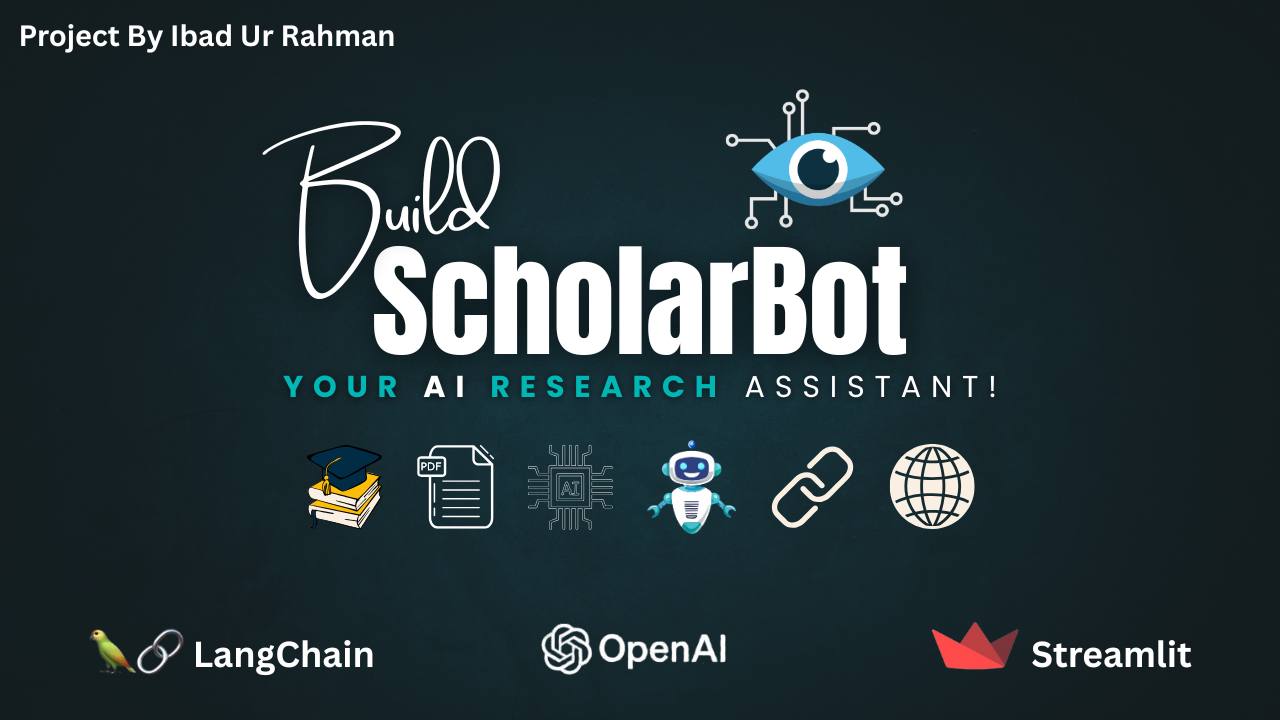 Project By Ibad Ur Rahman
Build
ScholarBot
YOUR AI RESEARCH ASSISTANT!
PDF
AI
LangChain
OpenAI
Streamlit